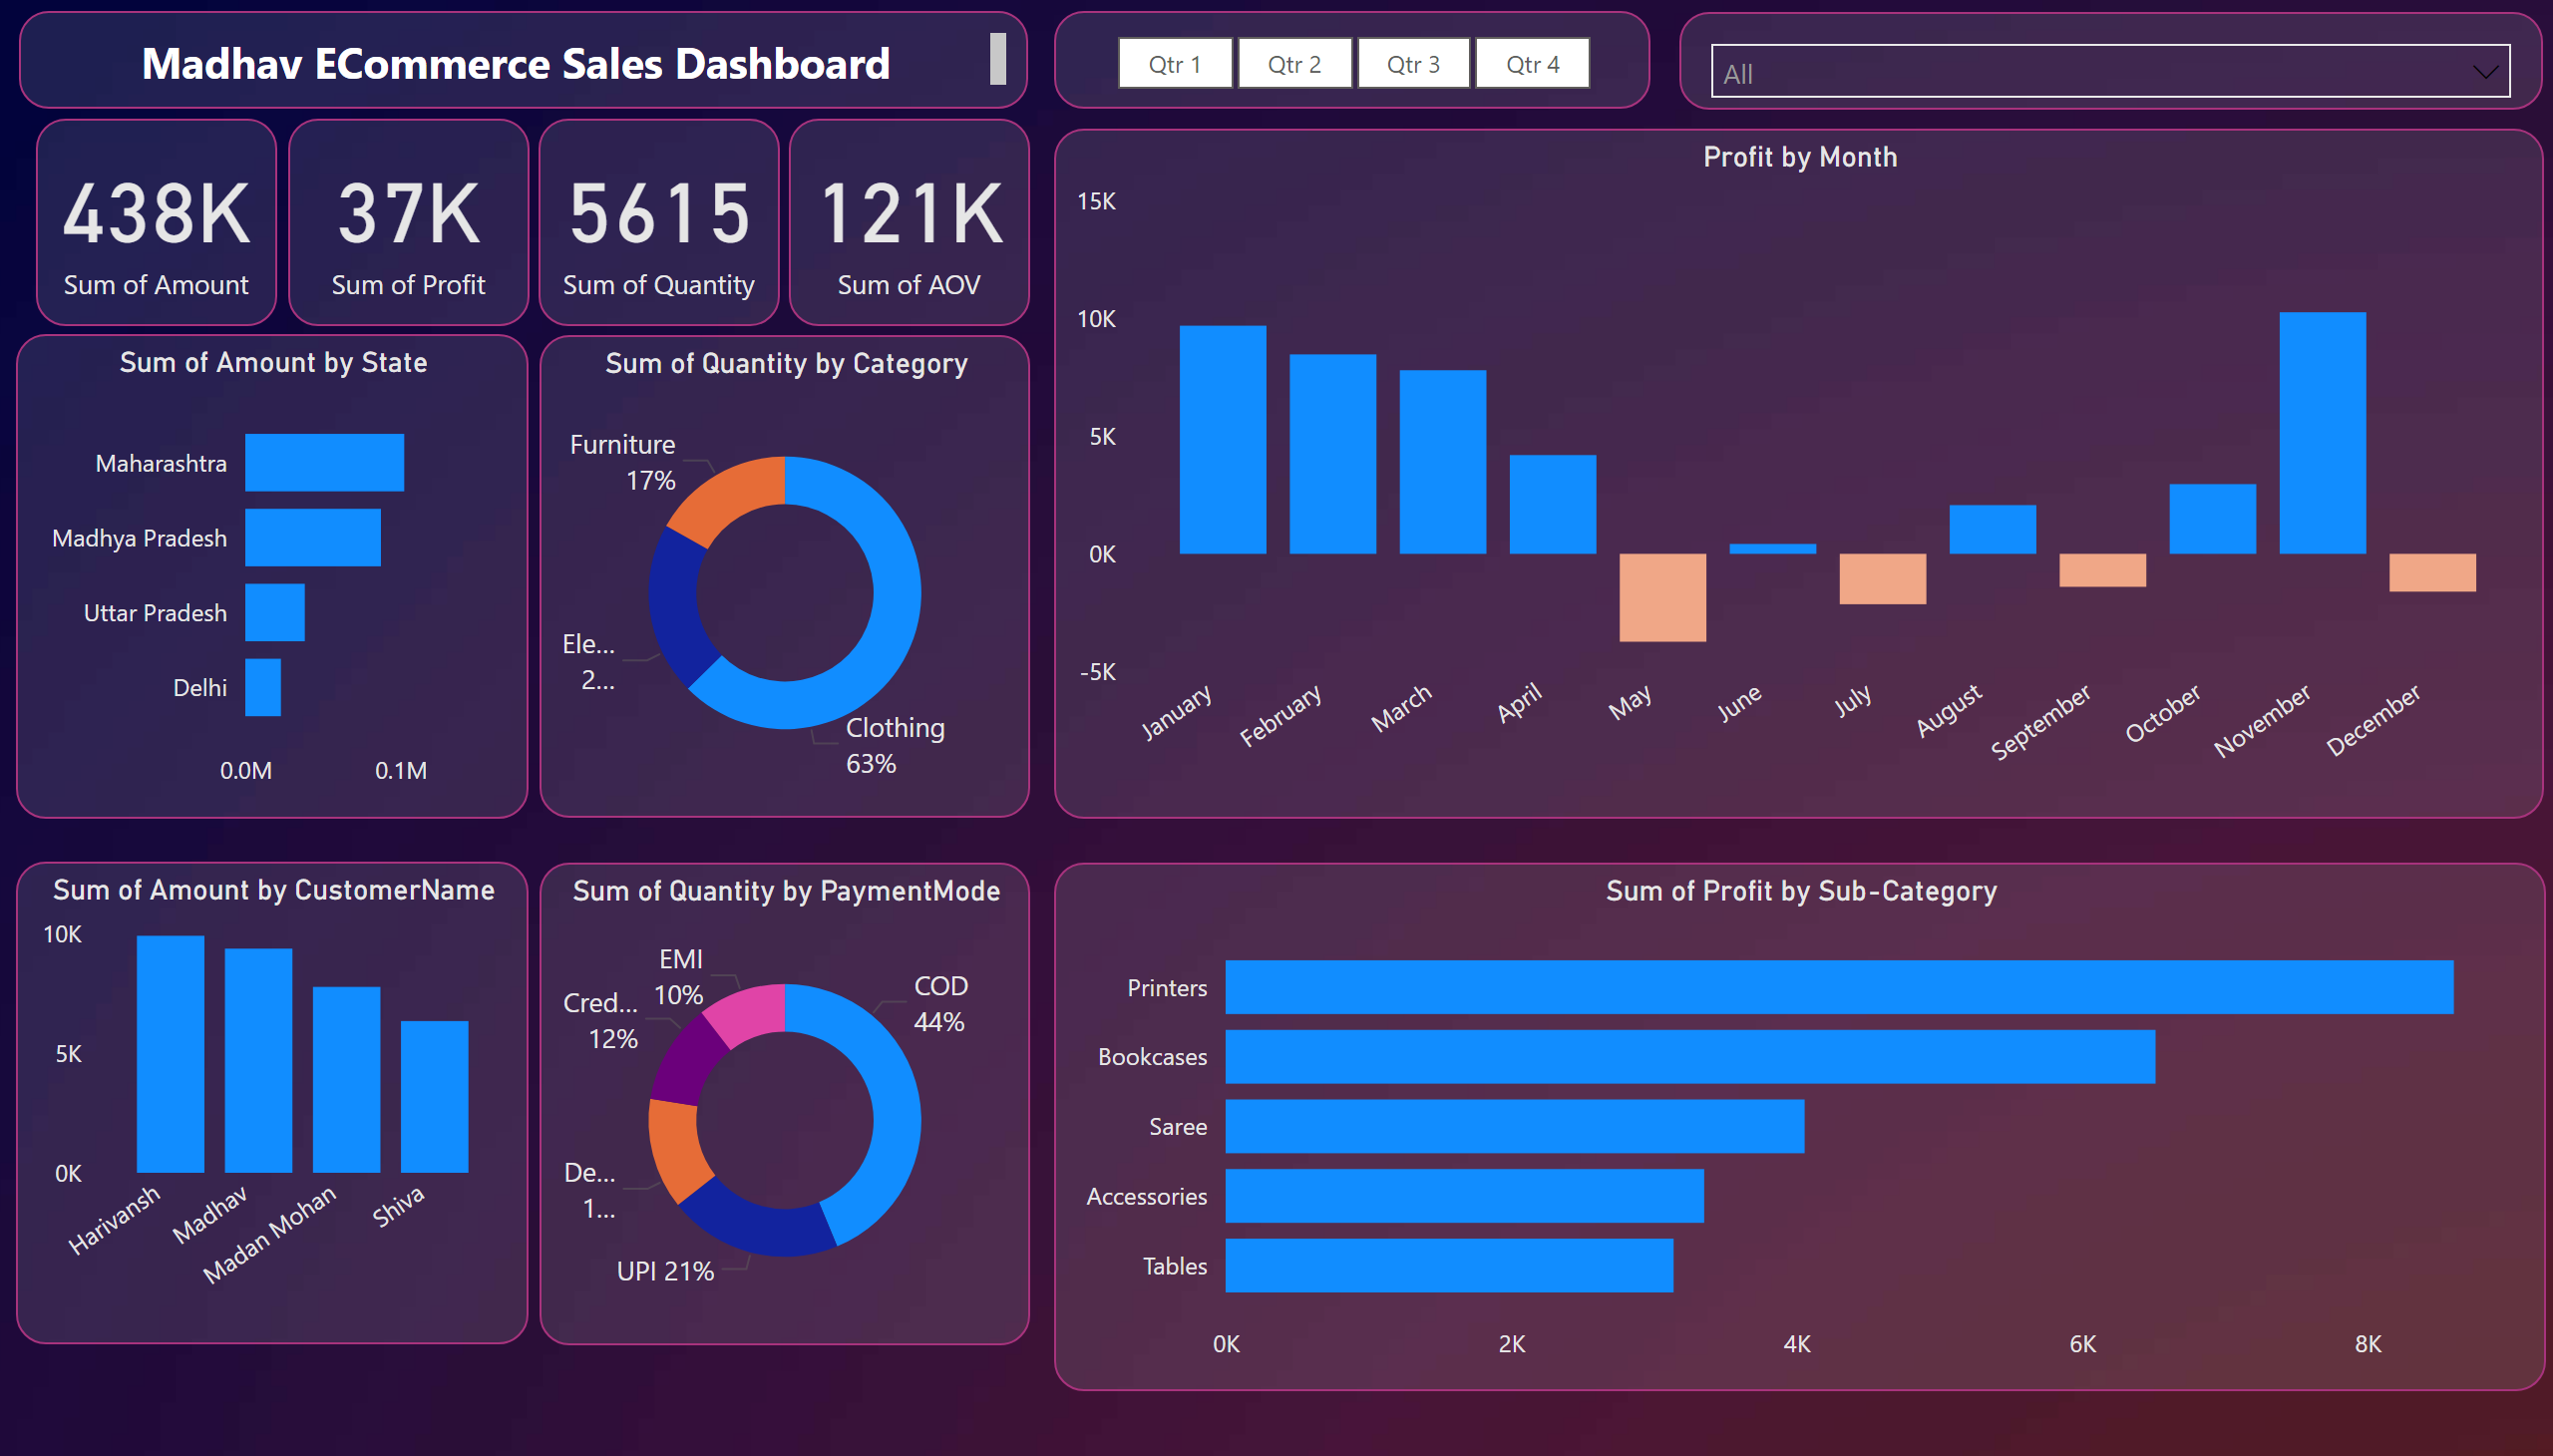 Madhav ECommerce Sales Dashboard
Qtr 1
Qtr 2
Qtr 3
Qtr 4
All
438K
Sum of Amount
37K
Sum of Profit
5615
Sum of Quantity
121K
Sum of AOV
Profit by Month
15K
10K
5K
0K
-5K
January
February
March
April
May
June
July
August
September
October
November
December
Sum of Amount by State
Maharashtra
Madhya Pradesh
Uttar Pradesh
Delhi
0.0M
0.1M
Sum of Quantity by Category
Furniture
17%
Ele...
2...
Clothing
63%
Sum of Amount by CustomerName
10K
5K
0K
Harivansh
Madhav
Madan Mohan
Shiva
Sum of Quantity by PaymentMode
EMI
10%
COD
44%
Cred...
12%
De...
1...
UPI 21%
Sum of Profit by Sub-Category
Printers
Bookcases
Saree
Accessories
Tables
0K
2K
4K
6K
8K